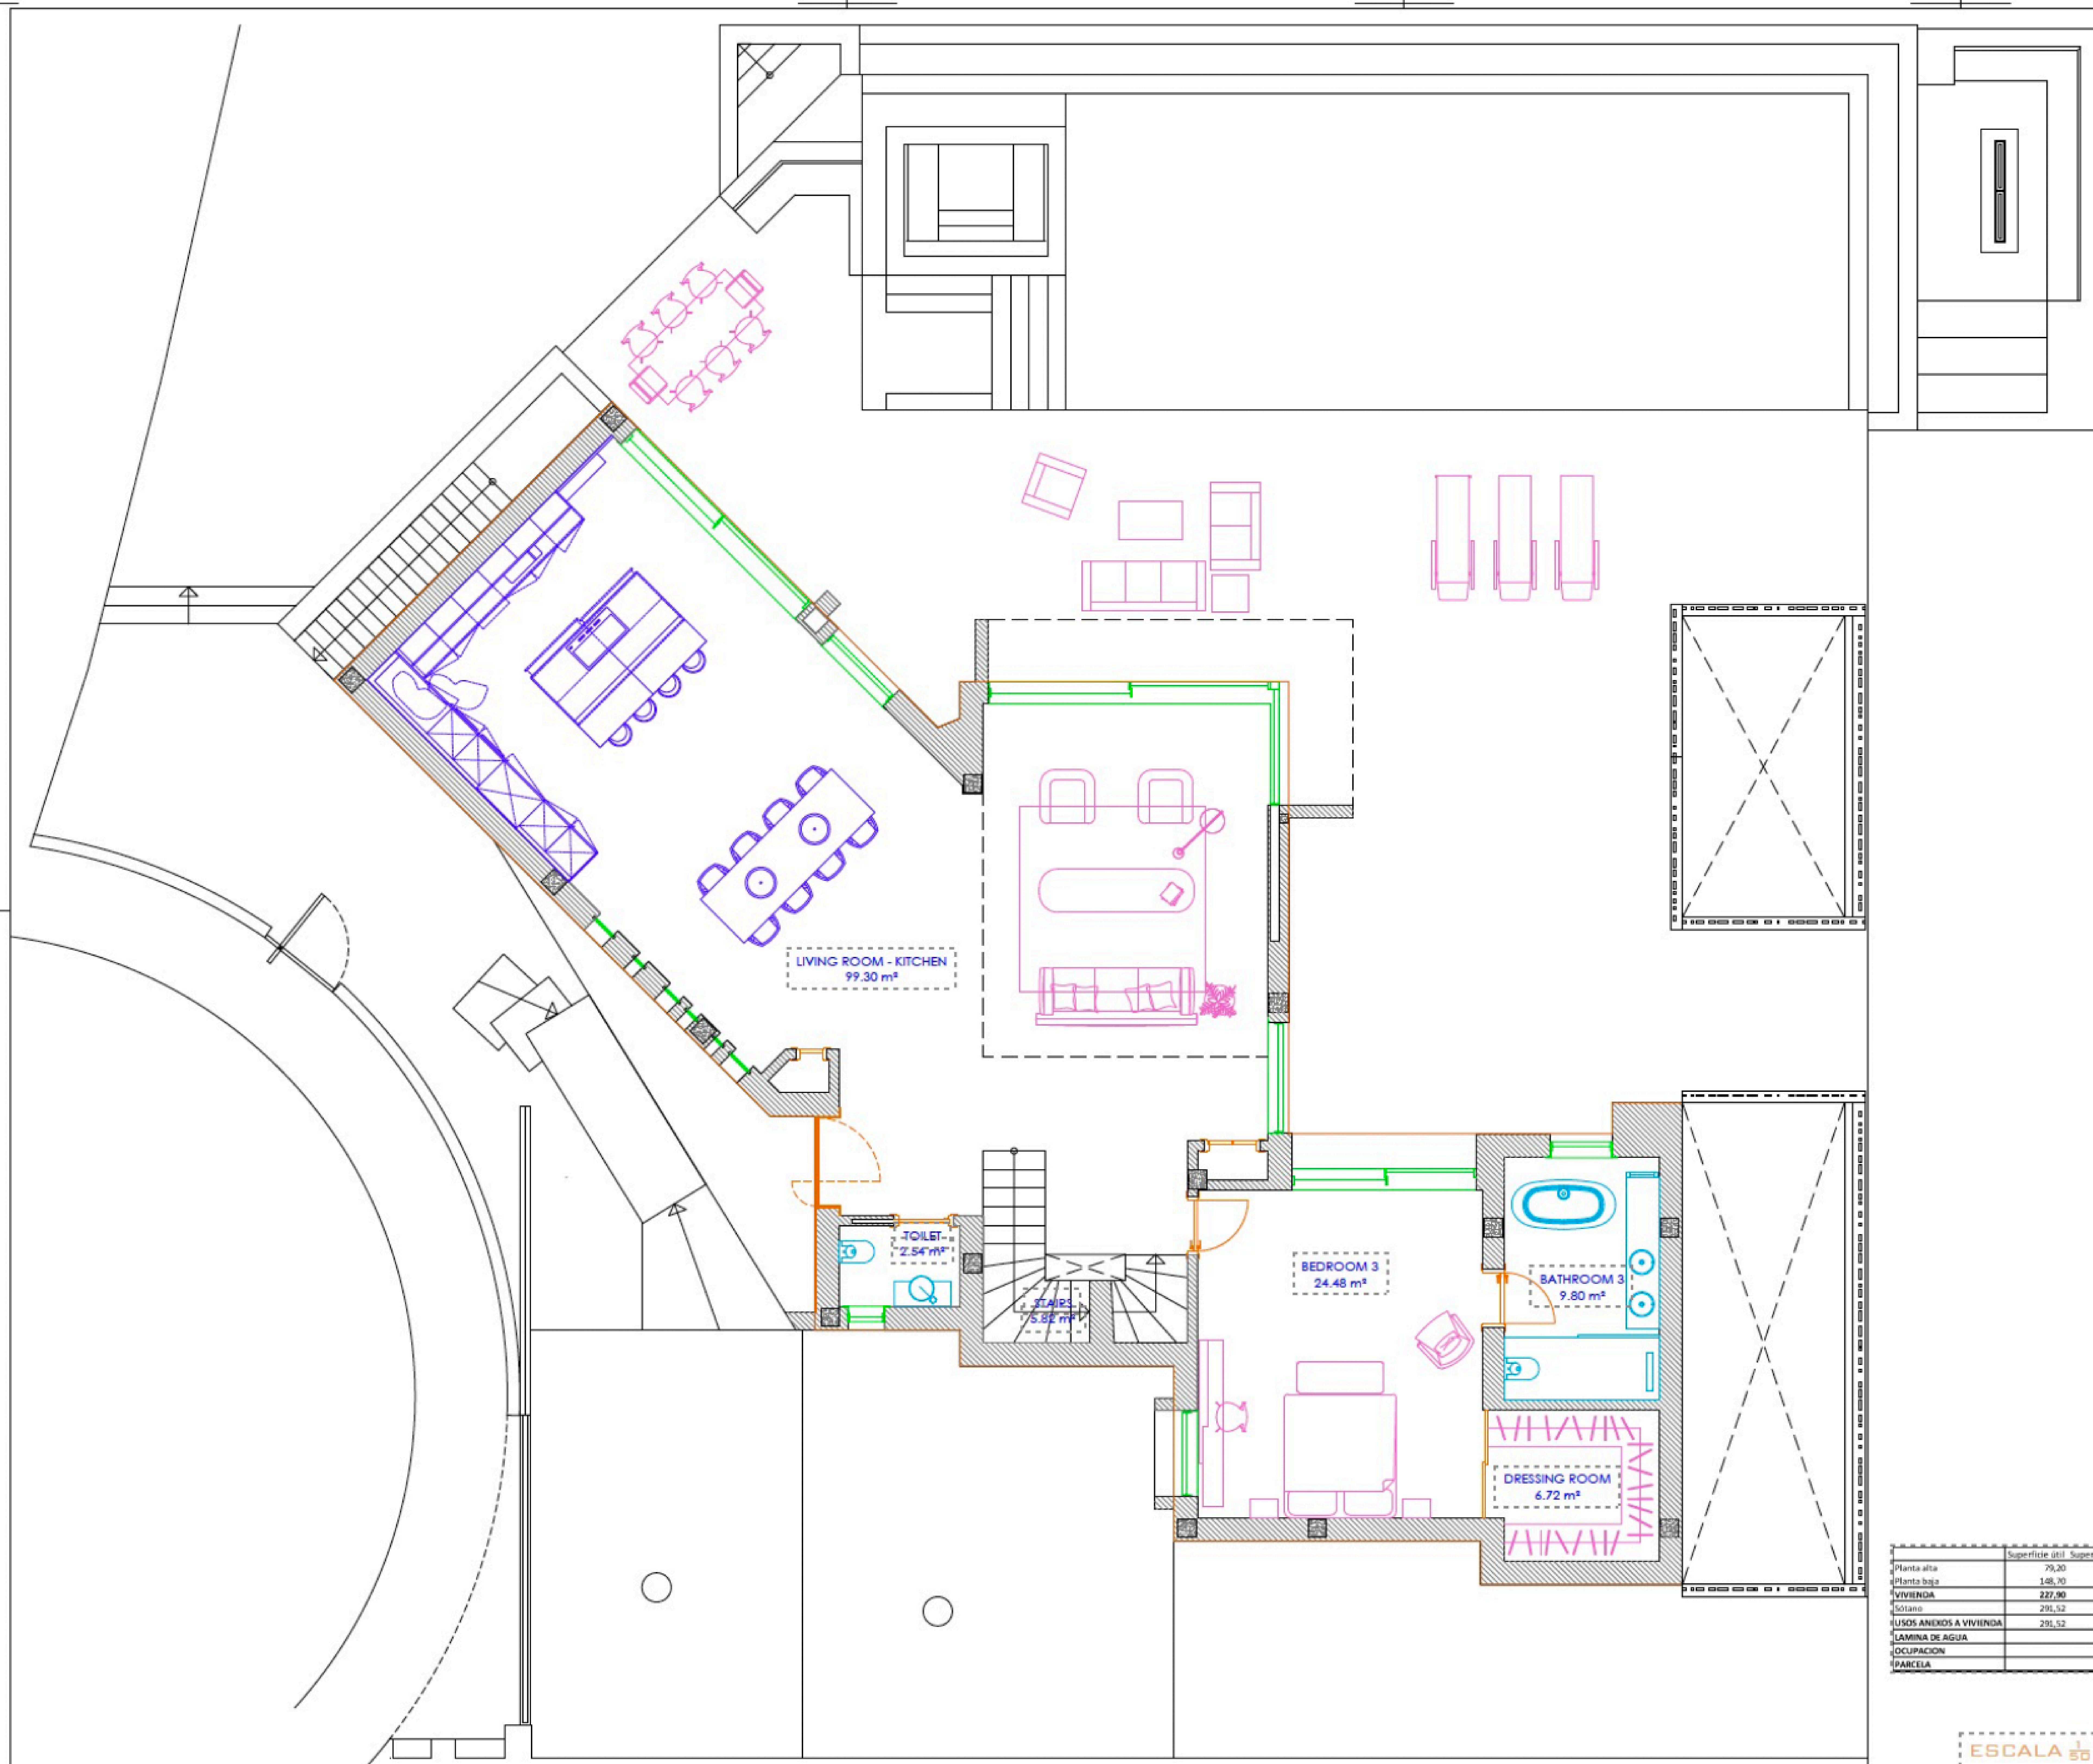 LIVING ROOM - KITCHEN
99.30 m²
TOILET
2.54 m²
STAIRS
5.82 m²
BEDROOM 3
24.48 m²
BATHROOM 3
9.80 m²
DRESSING ROOM
6.72 m²
Superficie útil
Planta alta 79,20
Planta baja 148,70
VIVIENDA 227,90
Sótano 291,52
USOS ANEXOS A VIVIENDA 291,52
LAMINA DE AGUA
OCUPACION
PARCELA
ESCALA